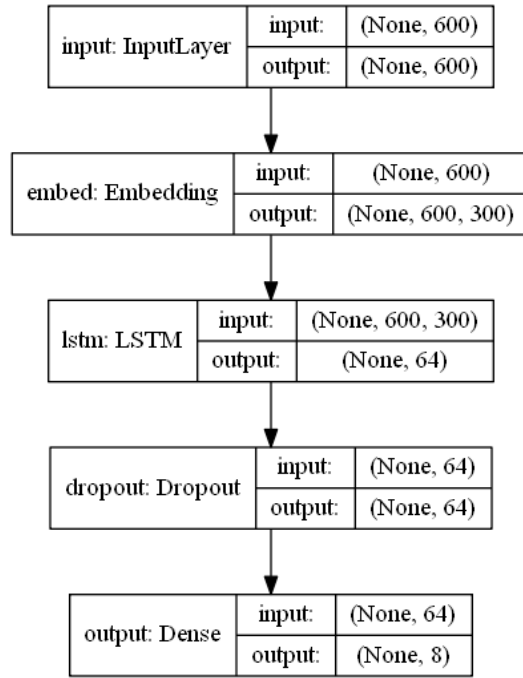 input: InputLayer
input: (None, 600)
output: (None, 600)
embed: Embedding
input: (None, 600)
output: (None, 600, 300)
lstm: LSTM
input: (None, 600, 300)
output: (None, 64)
dropout: Dropout
input: (None, 64)
output: (None, 64)
output: Dense
input: (None, 64)
output: (None, 8)